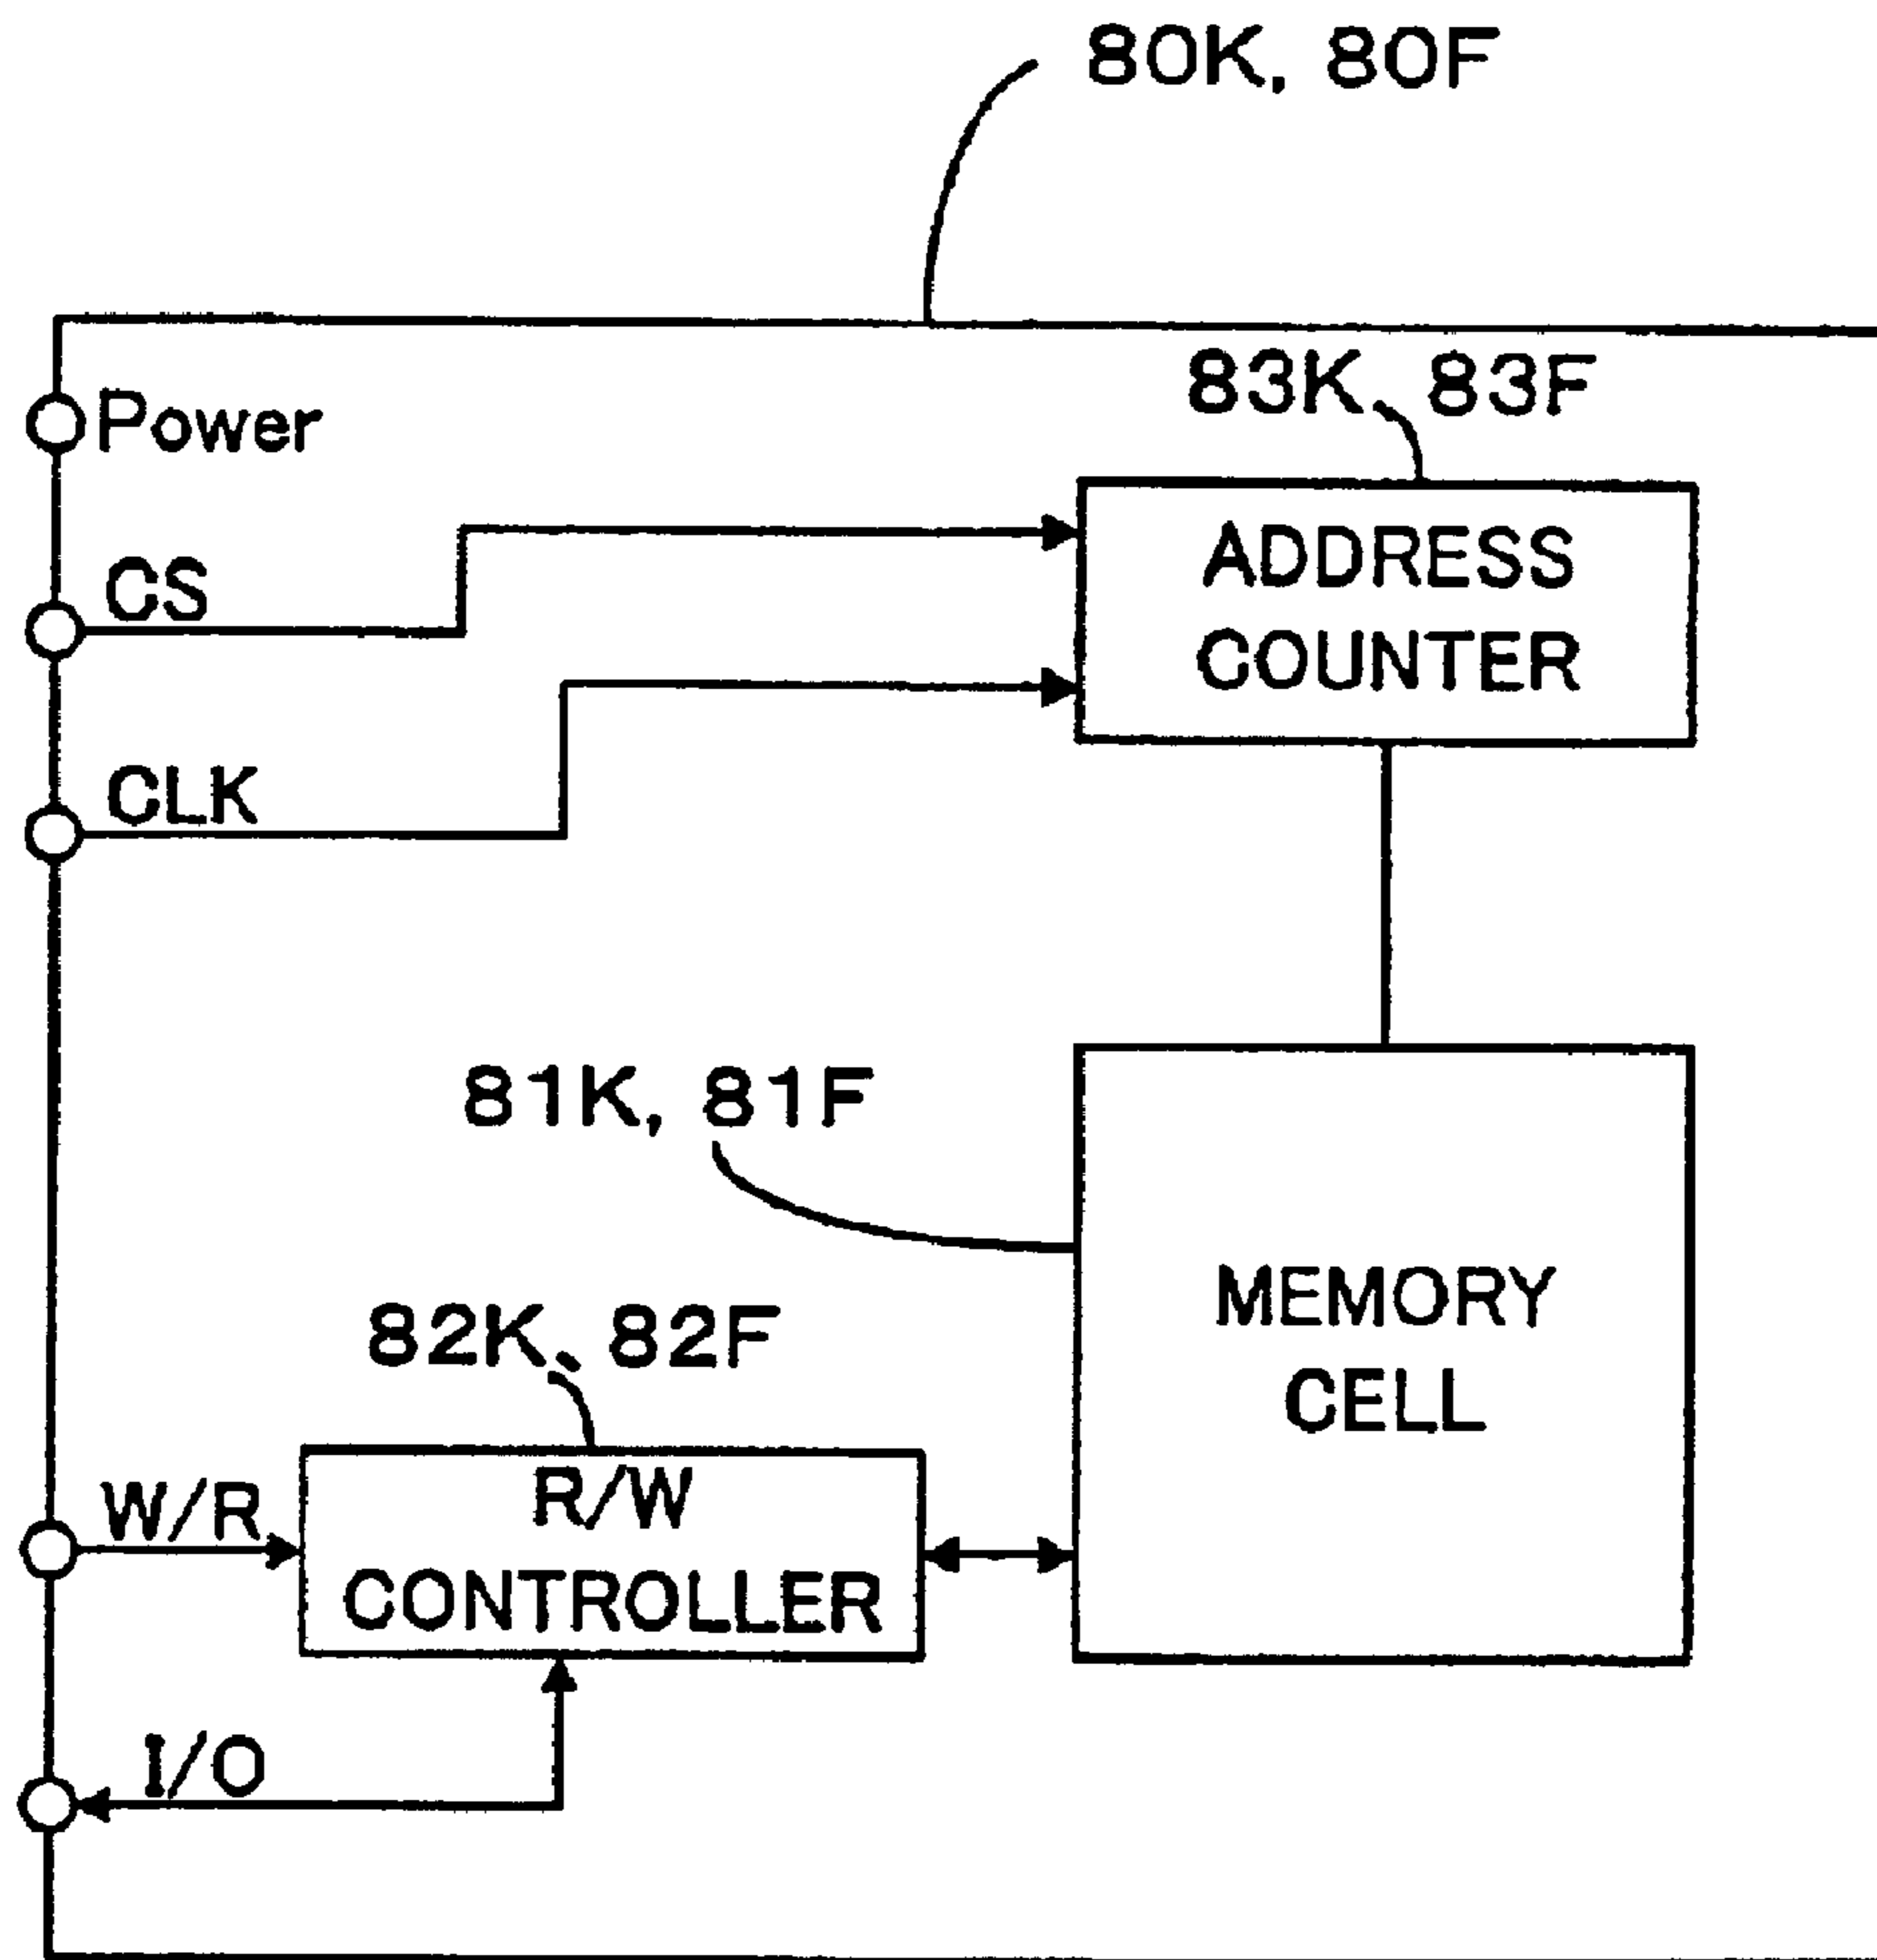 80K, 80F
83K, 83F
Power
ADDRESS
COUNTER
CS
CLK
81K, 81F
MEMORY
CELL
82K, 82F
R/W
CONTROLLER
W/R
I/O